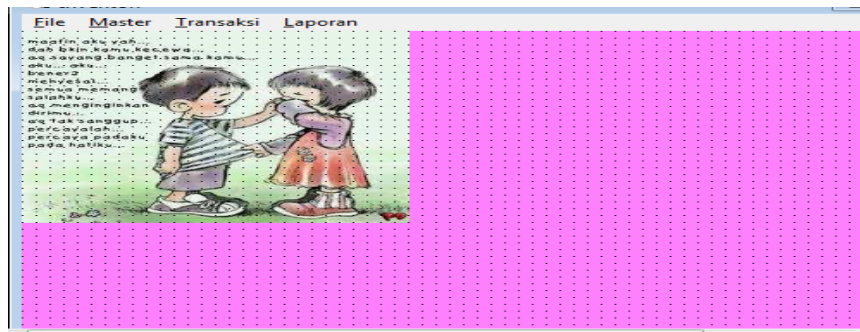 File Master Transaksi Laporan
maafin aku yah...
dah bkin kamu kecewa...
aq sayang banget sama kamu...
aku... aku...
bener2
menyesal...
semua memang
salahku...
aq menginginkan
dirimu...
aq tak sanggup...
percayalah...
percaya padaku
pada hatiku...